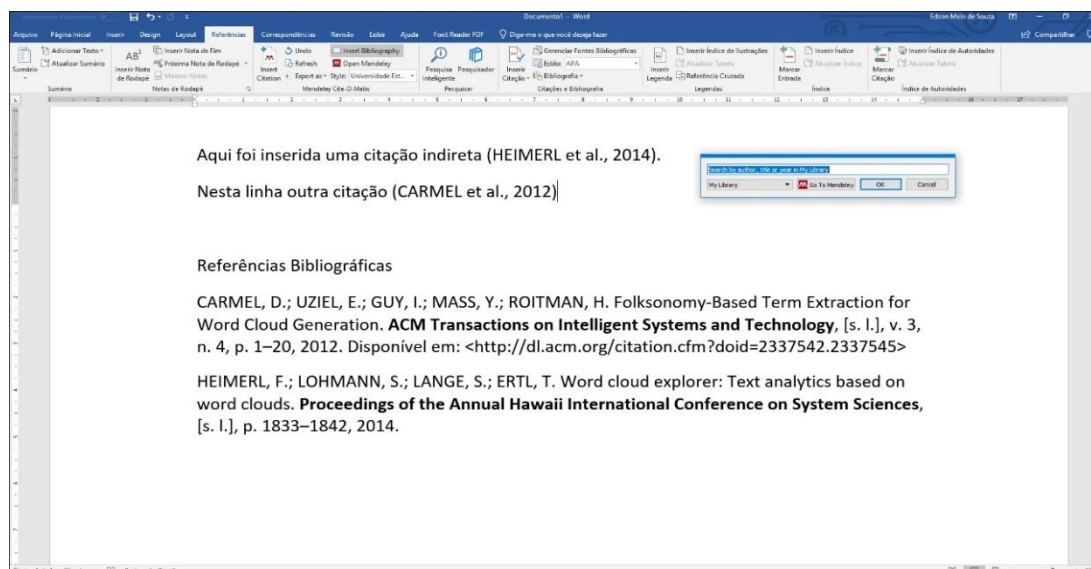 Documento1 - Word
Edson Melo de Souza
Arquivo Página Inicial Inserir Design Layout Referências Correspondências Revisão Exibir Ajuda Foxit Reader PDF Diga-me o que você deseja fazer Compartilhar
Sumário
Adicionar Texto
Atualizar Sumário
Sumário
AB¹ Inserir Nota de Rodapé
Inserir Nota de Fim
Próxima Nota de Rodapé
Mostrar Notas
Notas de Rodapé
Insert Citation
Undo
Refresh
Export as
Insert Bibliography
Open Mendeley
Style: Universidade Est...
Mendeley Cite-O-Matic
Pesquisa Inteligente
Pesquisador
Pesquisar
Inserir Citação
Gerenciar Fontes Bibliográficas
Estilo: APA
Bibliografia
Citações e Bibliografia
Inserir Legenda
Inserir Índice de Ilustrações
Atualizar Tabela
Referência Cruzada
Legendas
Marcar Entrada
Inserir Índice
Atualizar Índice
Índice
Marcar Citação
Inserir Índice de Autoridades
Atualizar Tabela
Índice de Autoridades
Aqui foi inserida uma citação indireta (HEIMERL et al., 2014).
Nesta linha outra citação (CARMEL et al., 2012)
Search by author, title or year in My Library
My Library Go To Mendeley OK Cancel
Referências Bibliográficas
CARMEL, D.; UZIEL, E.; GUY, I.; MASS, Y.; ROITMAN, H. Folksonomy-Based Term Extraction for
Word Cloud Generation. ACM Transactions on Intelligent Systems and Technology, [s. l.], v. 3,
n. 4, p. 1–20, 2012. Disponível em: <http://dl.acm.org/citation.cfm?doid=2337542.2337545>
HEIMERL, F.; LOHMANN, S.; LANGE, S.; ERTL, T. Word cloud explorer: Text analytics based on
word clouds. Proceedings of the Annual Hawaii International Conference on System Sciences,
[s. l.], p. 1833–1842, 2014.